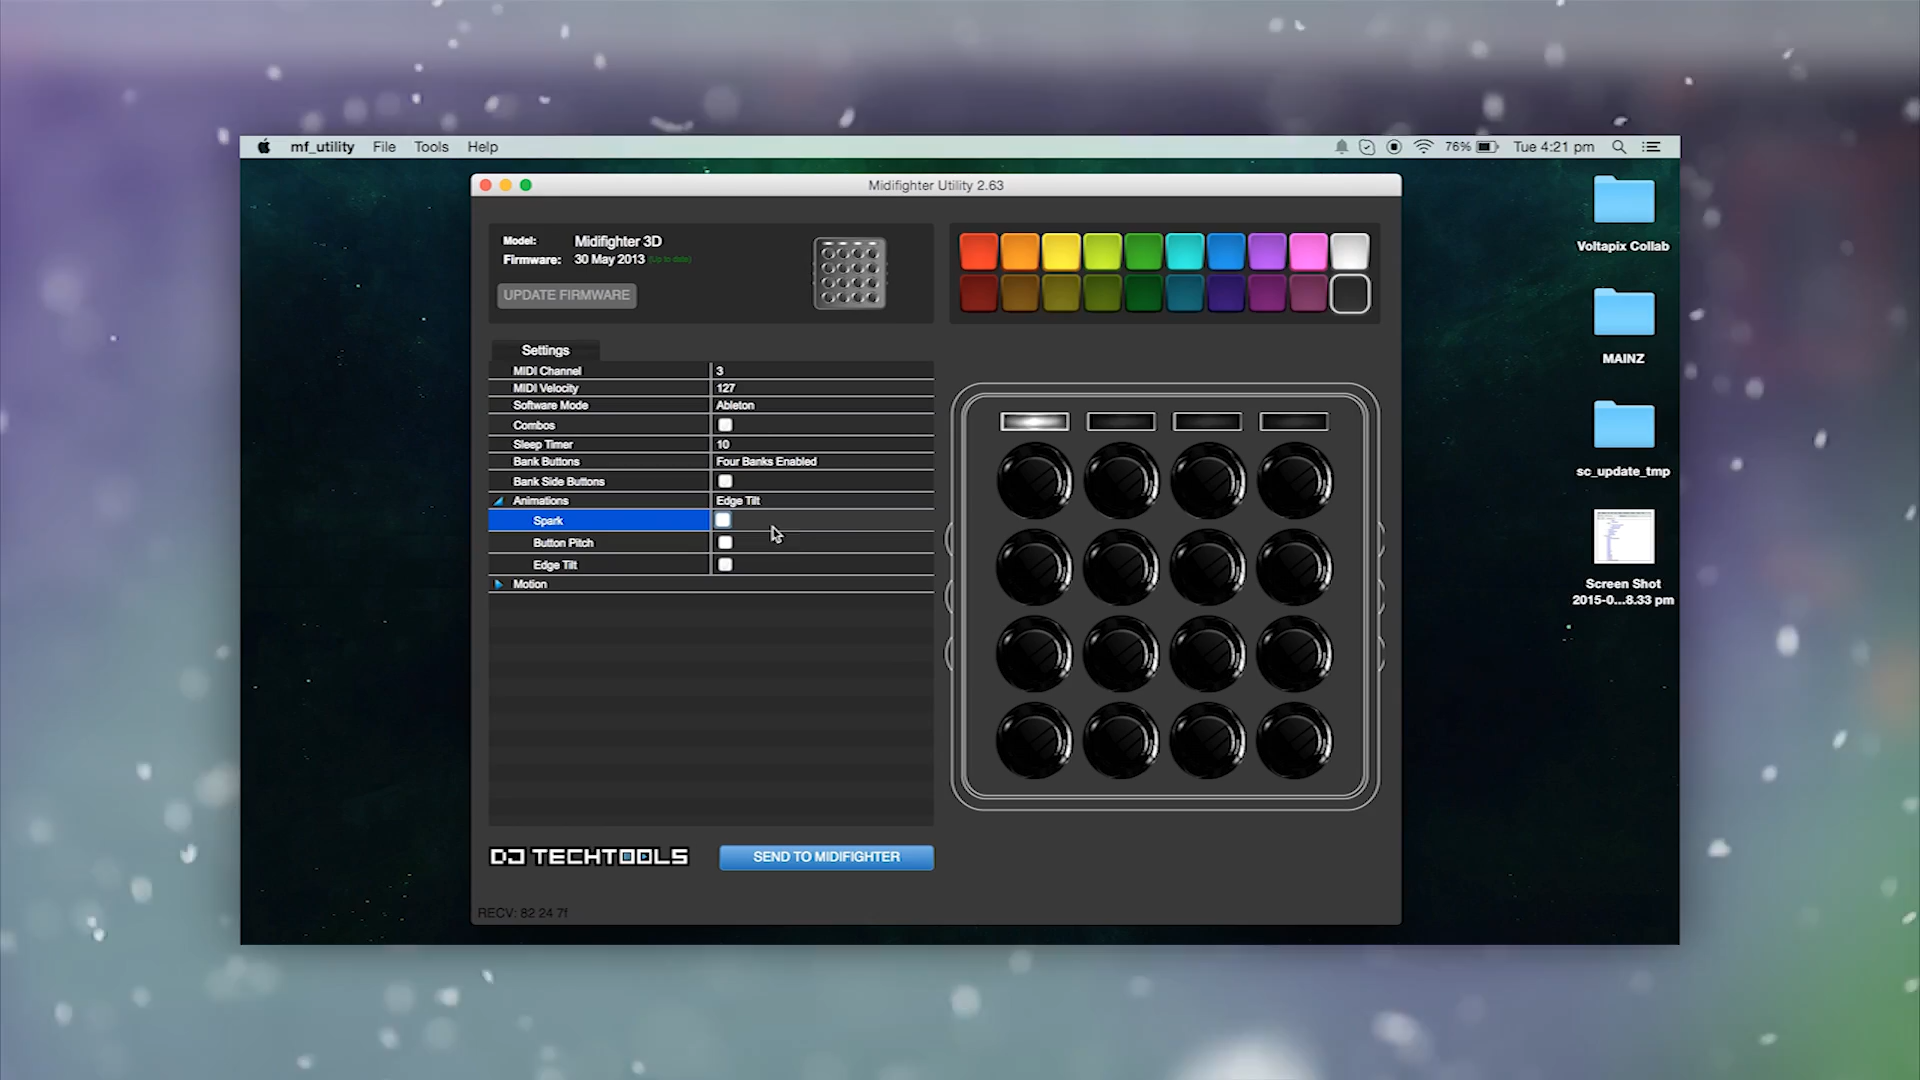 mf_utility File Tools Help 76% Tue 4:21 pm
Midifighter Utility 2.63
Model: Midifighter 3D
Firmware: 30 May 2013 (Up to date)
UPDATE FIRMWARE
Settings
MIDI Channel 3
MIDI Velocity 127
Software Mode Ableton
Combos
Sleep Timer 10
Bank Buttons Four Banks Enabled
Bank Side Buttons
Animations Edge Tilt
Spark
Button Pitch
Edge Tilt
Motion
DJ TECHTOOLS
SEND TO MIDIFIGHTER
RECV: 82 24 7f
Voltapix Collab
MAINZ
sc_update_tmp
Screen Shot
2015-0...8.33 pm